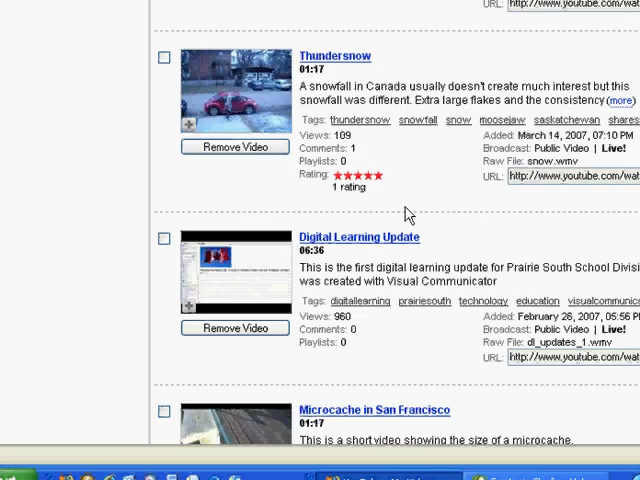 URL: http://www.youtube.com/wat
Thundersnow
01:17
A snowfall in Canada usually doesn't create much interest but this
snowfall was different. Extra large flakes and the consistency (more)
Tags: thundersnow snowfall snow moosejaw saskatchewan shares
Views: 109 Added: March 14, 2007, 07:10 PM
Comments: 1 Broadcast: Public Video | Live!
Playlists: 0 Raw File: snow.wmv
Rating: URL: http://www.youtube.com/wat
1 rating
Remove Video
Digital Learning Update
06:36
This is the first digital learning update for Prairie South School Divisi
was created with Visual Communicator
Tags: digitallearning prairiesouth technology education visualcommunica
Views: 960 Added: February 26, 2007, 05:56 P
Comments: 0 Broadcast: Public Video | Live!
Playlists: 0 Raw File: dl_updates_1.wmv
URL: http://www.youtube.com/wat
Remove Video
Microcache in San Francisco
01:17
This is a short video showing the size of a microcache.